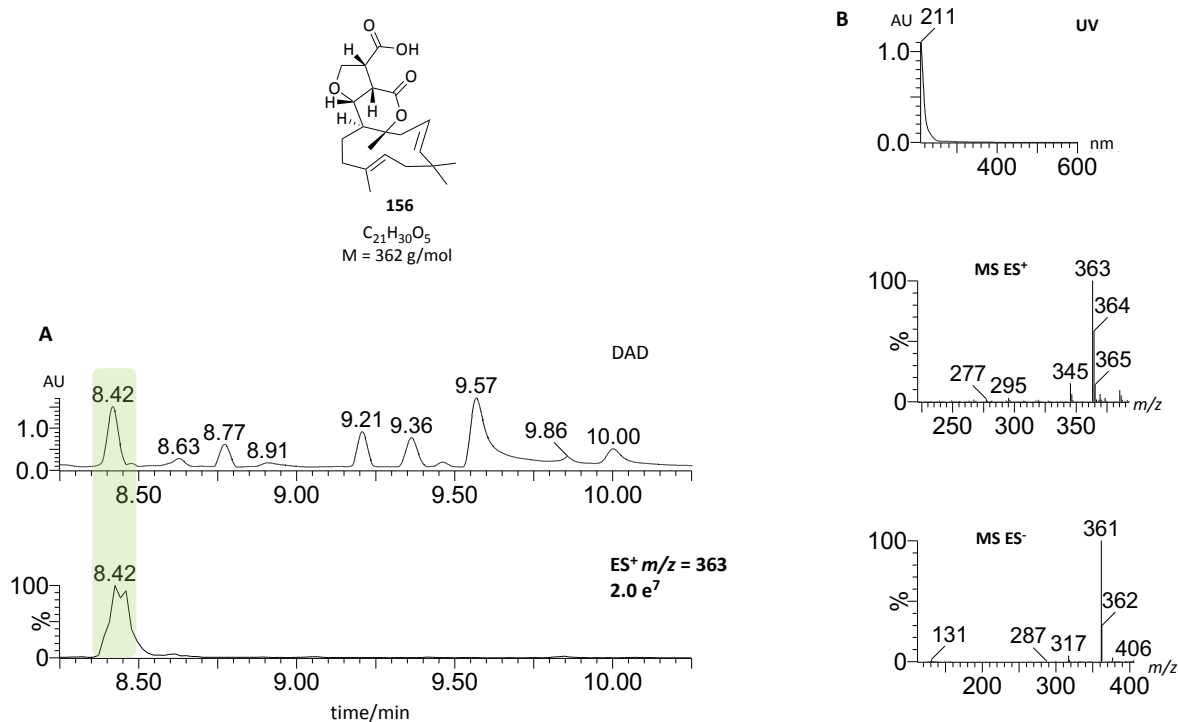 O
H
OH
O
O
H
O
H
H,
156
C21H30O5
M = 362 g/mol
A
DAD
AU
1.0
0.0
8.42
8.63
8.77
8.91
9.21
9.36
9.57
9.86
10.00
8.50
9.00
9.50
10.00
ES+ m/z = 363
2.0 e7
100
%
0
8.42
8.50
9.00
9.50
10.00
time/min
B
AU
211
UV
1.0
0.0
nm
400
600
MS ES+
100
%
0
277
295
345
363
364
365
m/z
250
300
350
MS ES-
100
%
0
131
287
317
361
362
406
m/z
200
300
400